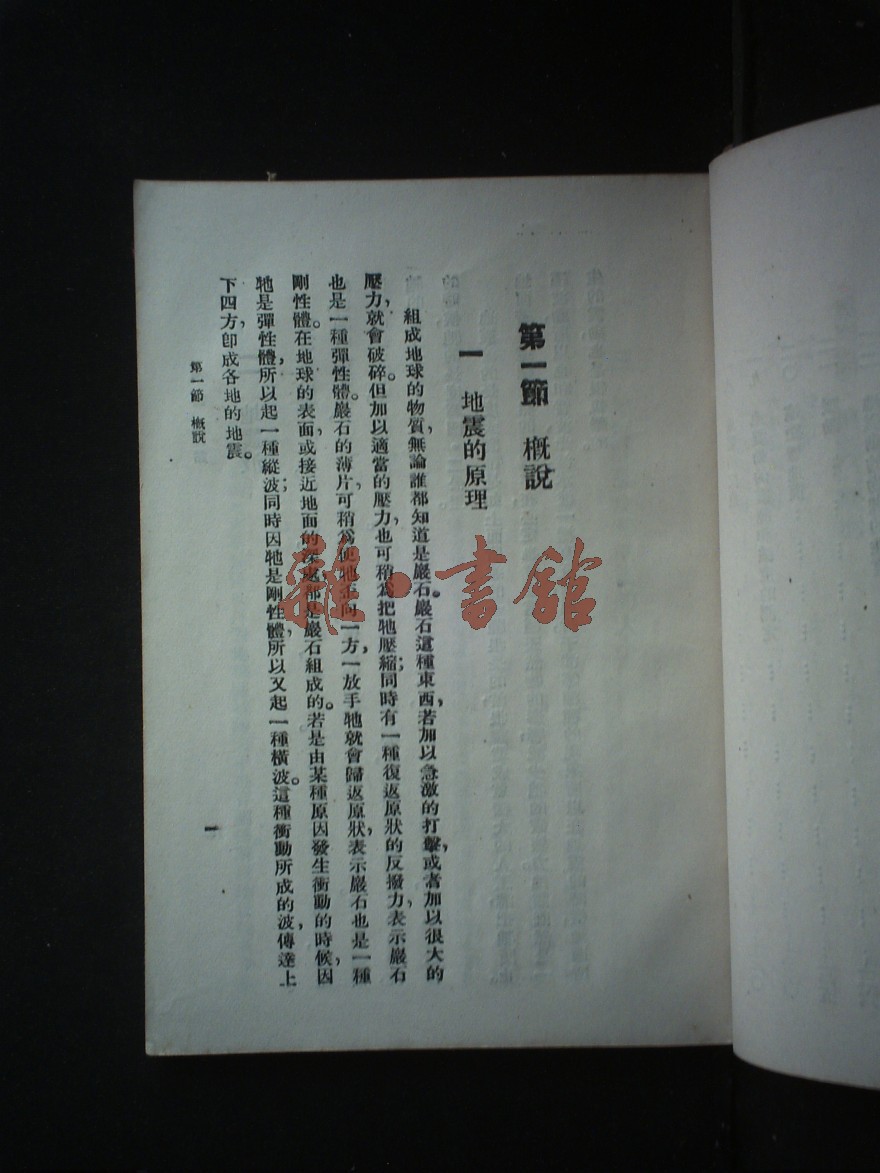 第一節 概說
一 地震的原理
組成地球的物質，無論誰都知道是巖石。巖石這種東西，若加以急激的打擊，或者加以很大的
壓力，就會破碎。但加以適當的壓力，也可稍爲把牠壓縮；同時有一種復返原狀的反撥力，表示巖石
也是一種彈性體。巖石的薄片，可稍爲使牠歪向一方，一放手牠就會歸返原狀，表示巖石也是一種
剛性體。在地球的表面，或接近地面的深處，都是巖石組成的。若是由某種原因發生衝動的時候，因
牠是彈性體，所以起一種縱波；同時因牠是剛性體，所以又起一種橫波。這種衝動所成的波，傳達上
下四方，卽成各地的地震。
第一節 概說
一
雜·書館